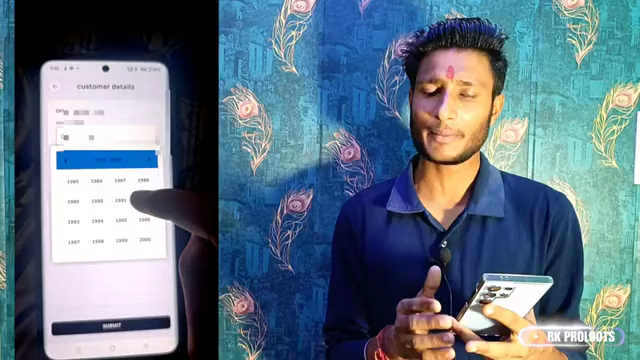 customer details
1985 1986 1987 1988
1989 1990 1991
1993 1994 1995 1996
1997 1998 1999 2000
SUBMIT
RK PROLOOTS